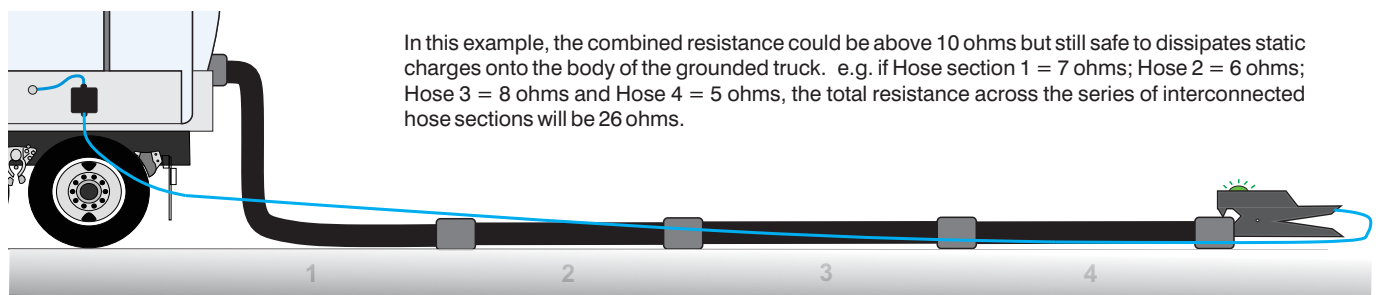 In this example, the combined resistance could be above 10 ohms but still safe to dissipates static
charges onto the body of the grounded truck. e.g. if Hose section 1 = 7 ohms; Hose 2 = 6 ohms;
Hose 3 = 8 ohms and Hose 4 = 5 ohms, the total resistance across the series of interconnected
hose sections will be 26 ohms.
1 2 3 4